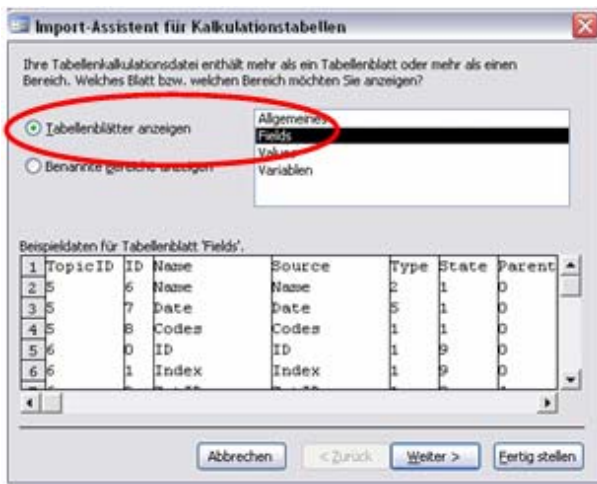 Import-Assistent für Kalkulationstabellen
Ihre Tabellenkalkulationsdatei enthält mehr als ein Tabellenblatt oder mehr als einen
Bereich. Welches Blatt bzw. welchen Bereich möchten Sie anzeigen?
Tabellenblätter anzeigen
Benannte Bereiche anzeigen
Allgemeines
Fields
Values
Variablen
Beispieldaten für Tabellenblatt 'Fields'.
1 TopicID ID Name Source Type State Parent
2 5 6 Name Name 2 1 0
3 5 7 Date Date 5 1 0
4 5 8 Codes Codes 1 1 0
5 6 0 ID ID 1 9 0
6 6 1 Index Index 1 9 0
Abbrechen < Zurück Weiter > Fertig stellen